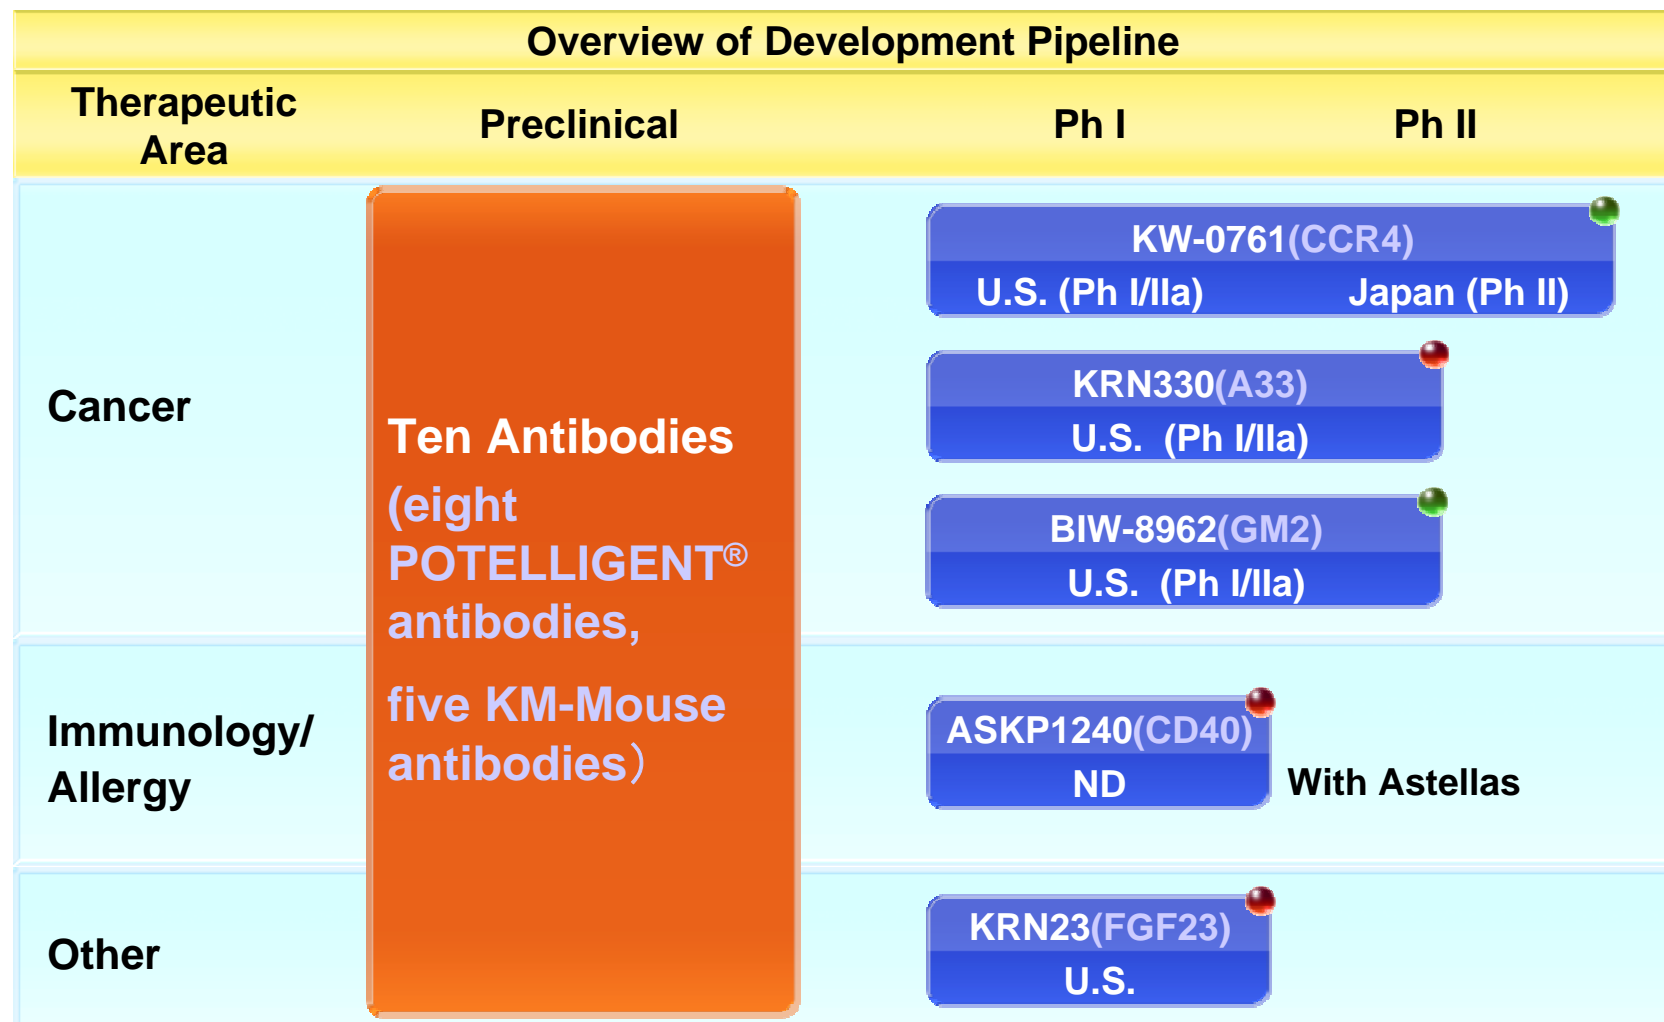 Overview of Development Pipeline
Therapeutic
Area
Preclinical
Ph I
Ph II
Cancer
Ten Antibodies
(eight
POTELLIGENT®
antibodies,
five KM-Mouse
antibodies）
KW-0761(CCR4)
U.S. (Ph I/IIa) Japan (Ph II)
KRN330(A33)
U.S. (Ph I/IIa)
BIW-8962(GM2)
U.S. (Ph I/IIa)
Immunology/
Allergy
ASKP1240(CD40)
ND
With Astellas
Other
KRN23(FGF23)
U.S.